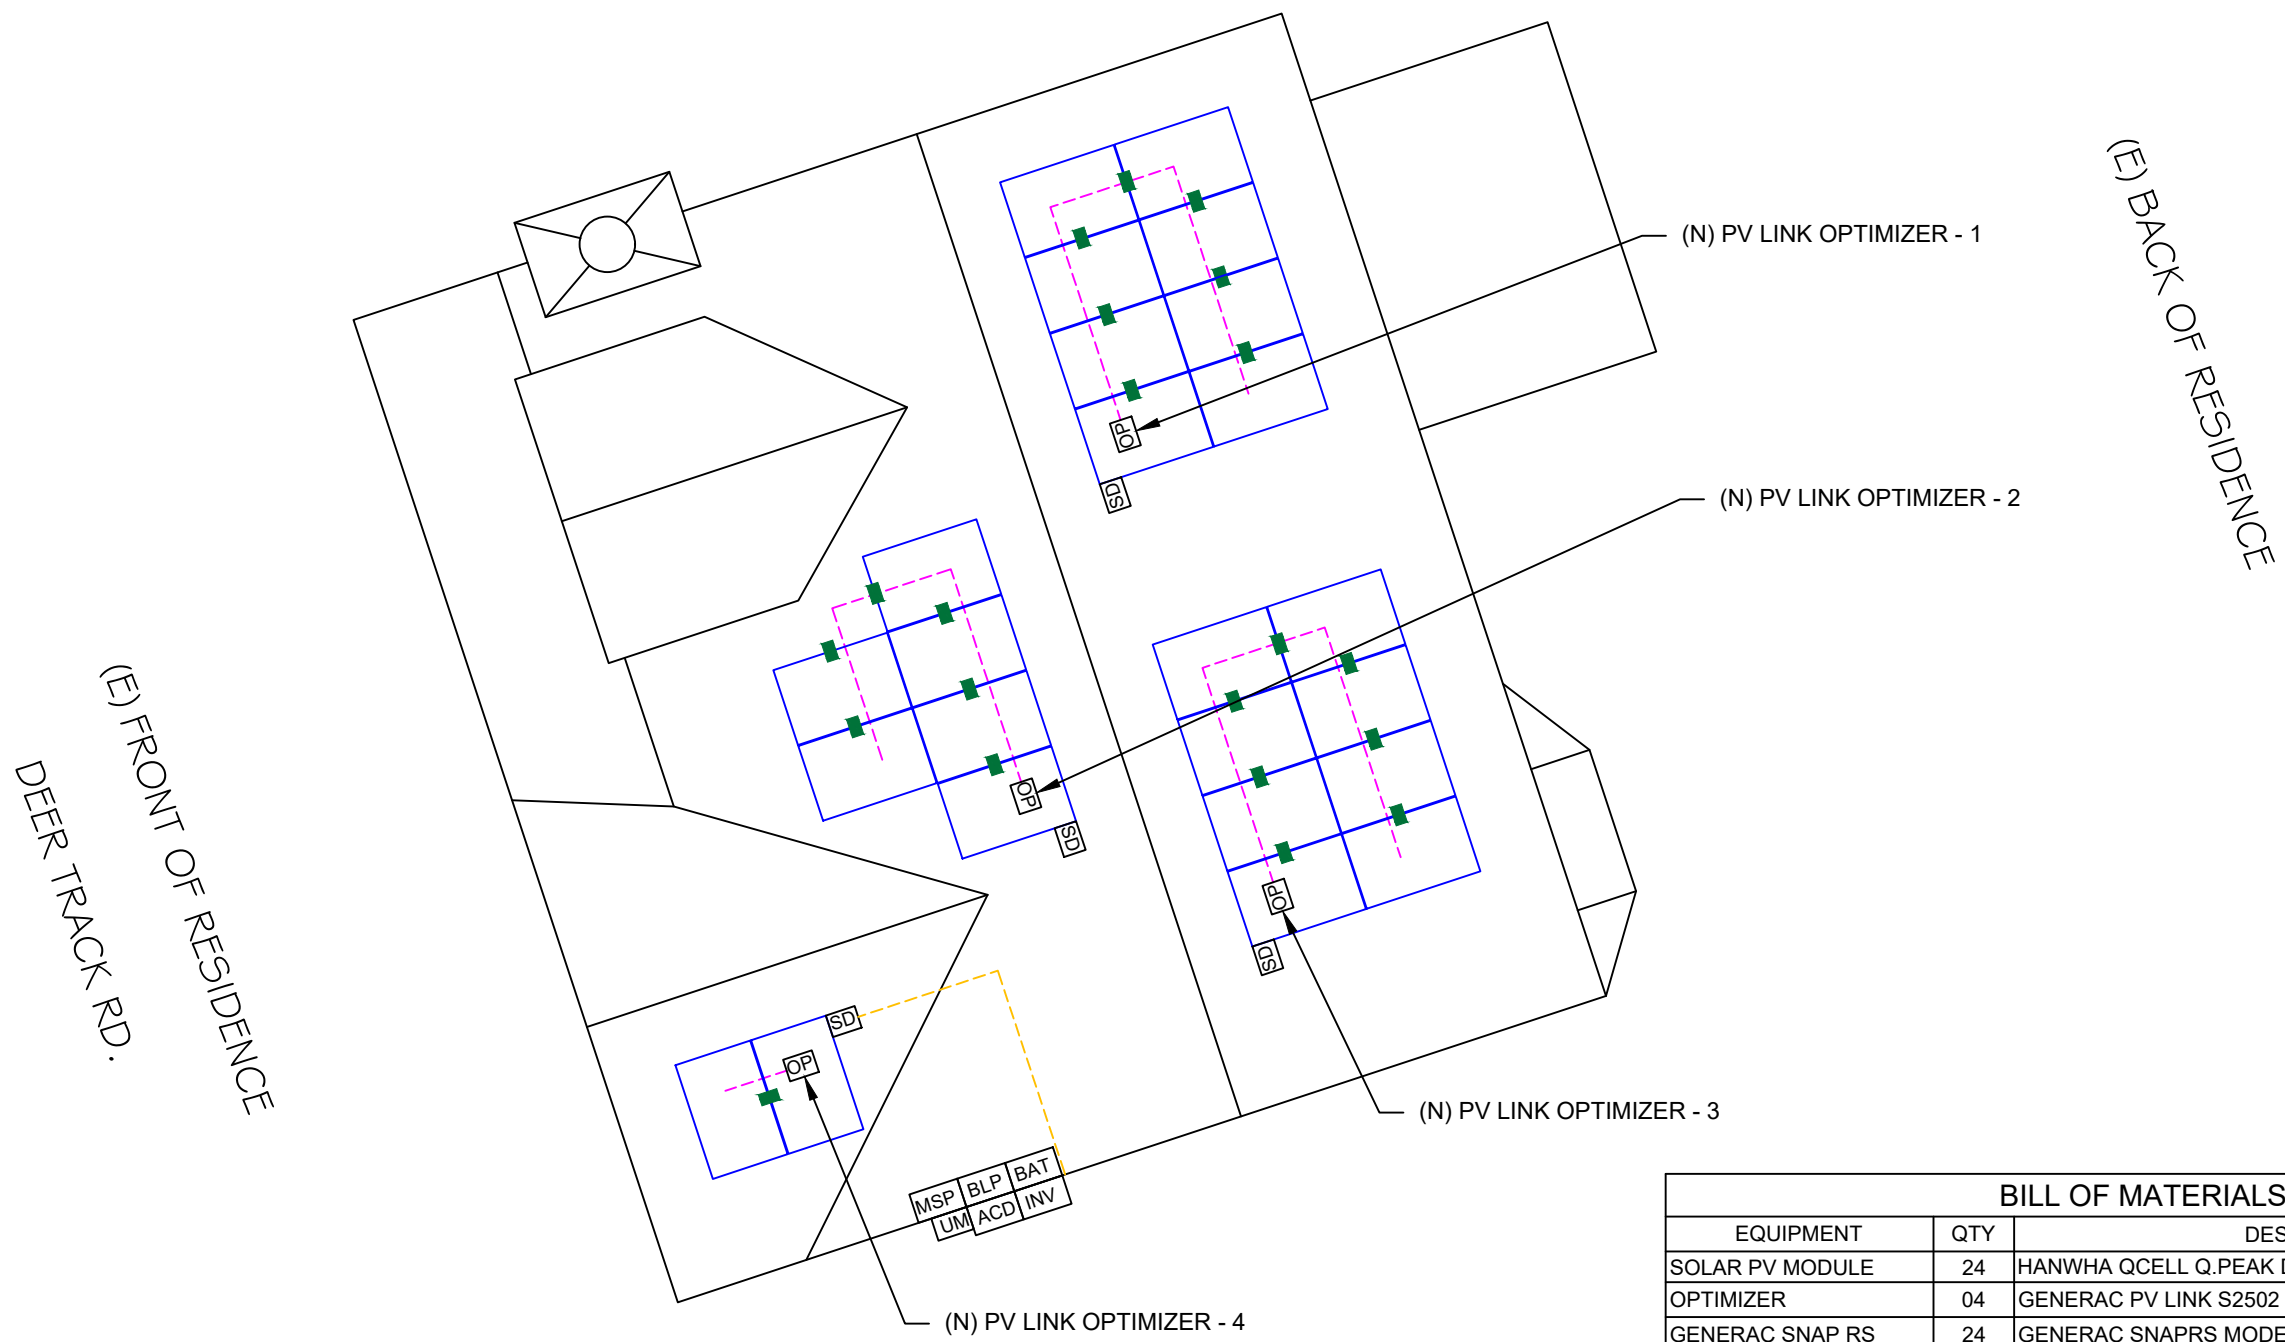 (E) BACK OF RESIDENCE
(N) PV LINK OPTIMIZER - 1
OP
SD
(N) PV LINK OPTIMIZER - 2
OP
SD
OP
SD
(E) FRONT OF RESIDENCE
DEER TRACK RD.
SD
OP
(N) PV LINK OPTIMIZER - 3
MSP BLP BAT
UM ACD INV
(N) PV LINK OPTIMIZER - 4
BILL OF MATERIALS
EQUIPMENT QTY DES
SOLAR PV MODULE 24 HANWHA QCELL Q.PEAK D
OPTIMIZER 04 GENERAC PV LINK S2502
GENERAC SNAP RS 24 GENERAC SNAPRS MODE